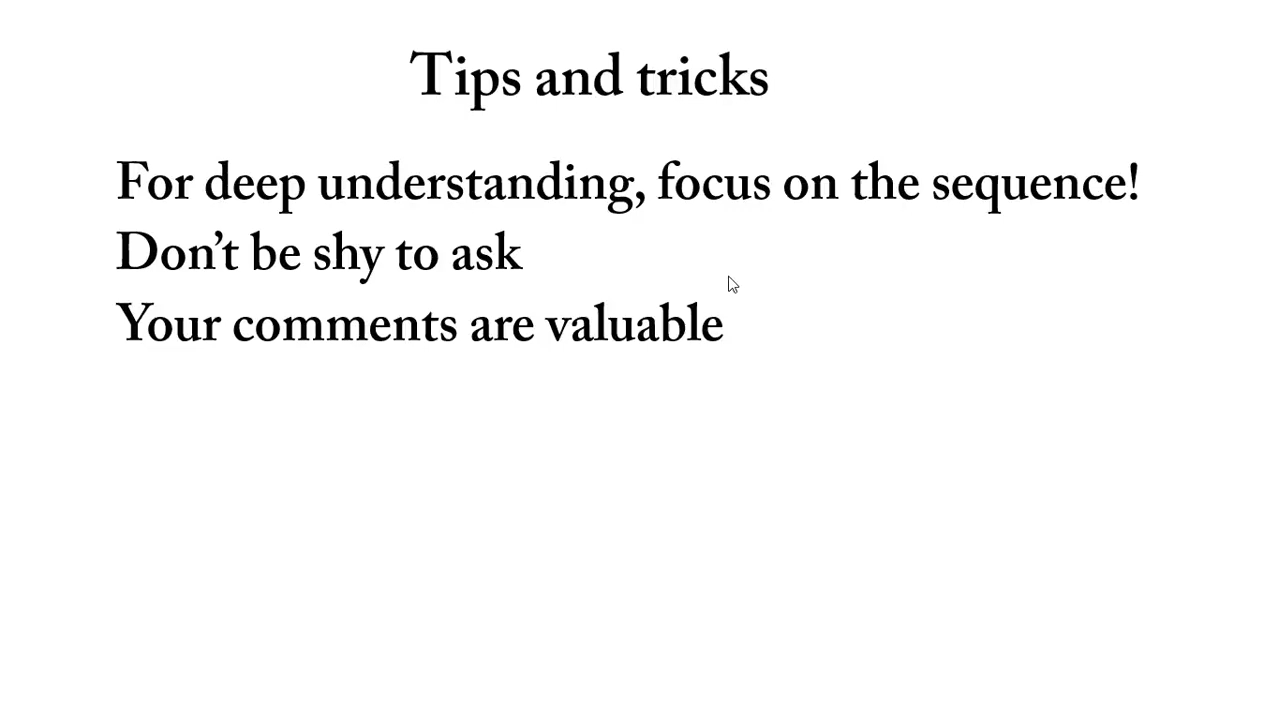 Tips and tricks
For deep understanding, focus on the sequence!
Don’t be shy to ask
Your comments are valuable